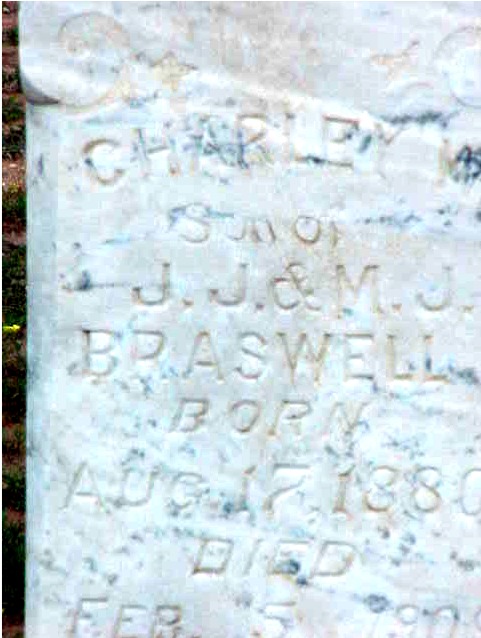 CHARLEY
Son of
J. J. & M. J.
BRASWELL
BORN
AUG. 17, 1880
DIED
FEB. 5